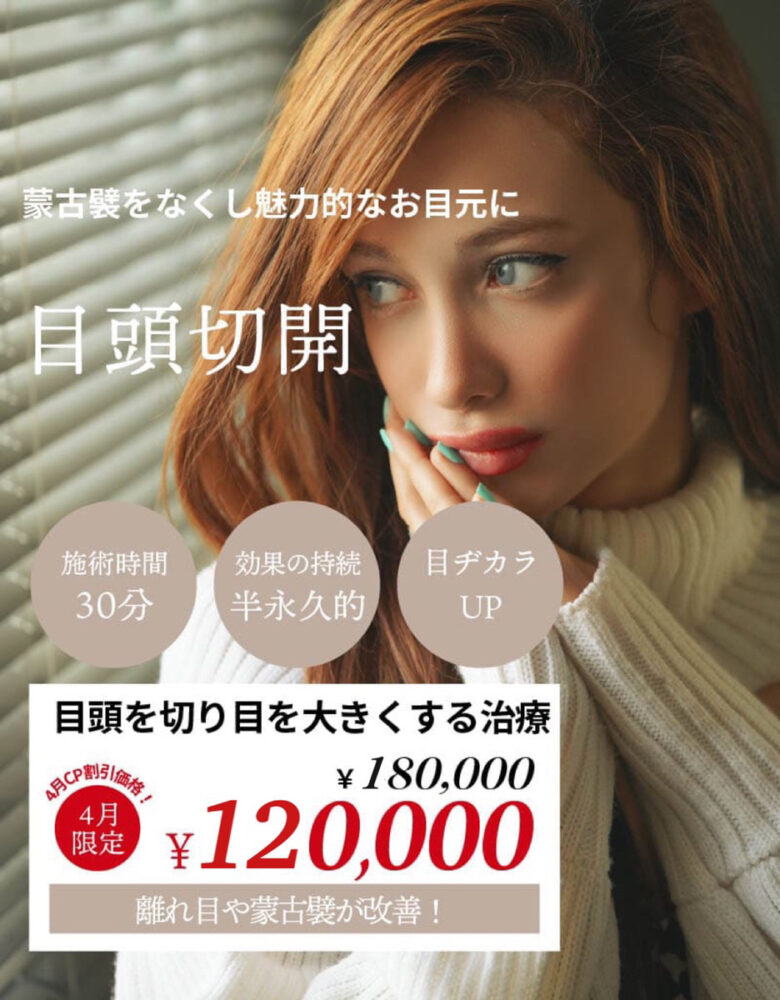 蒙古襞をなくし魅力的なお目元に
目頭切開
施術時間
30分
効果の持続
半永久的
目ヂカラ
UP
目頭を切り目を大きくする治療
4月CP割引価格！
4月
限定
¥180,000
¥120,000
離れ目や蒙古襞が改善！